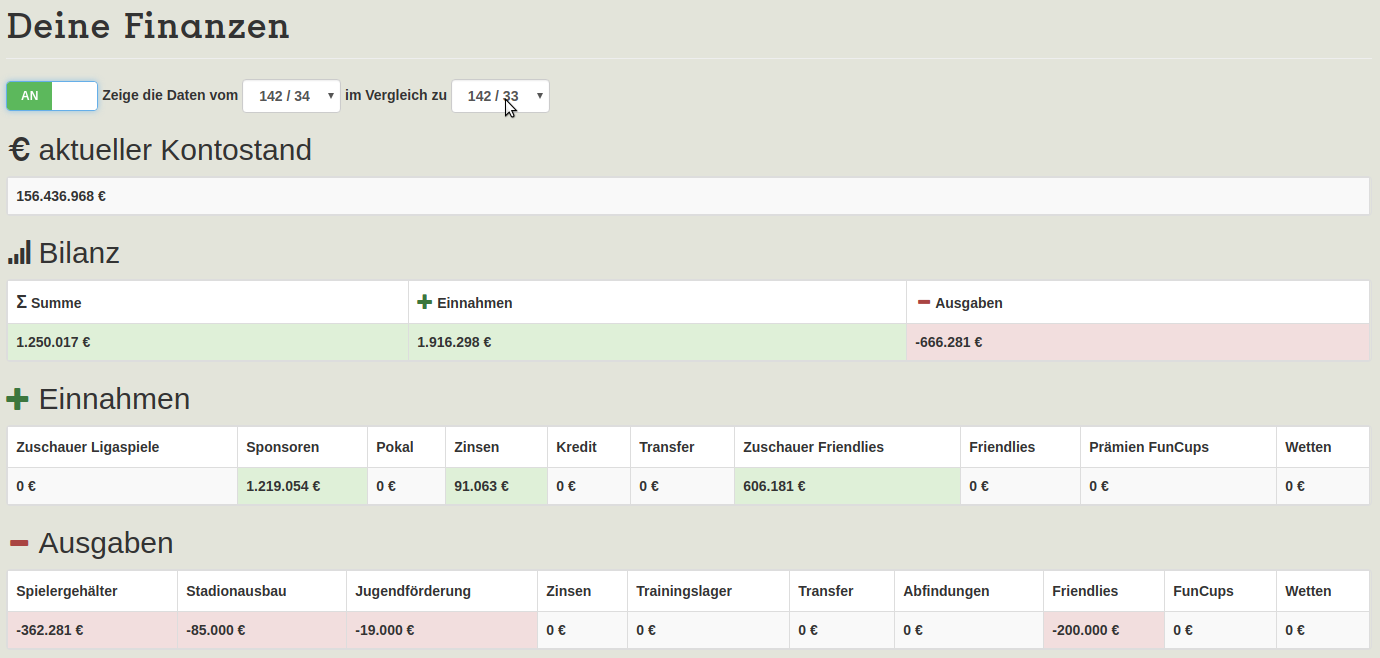 Deine Finanzen
AN Zeige die Daten vom 142 / 34 im Vergleich zu 142 / 33
€ aktueller Kontostand
156.436.968 €
Bilanz
Σ Summe Einnahmen Ausgaben
1.250.017 € 1.916.298 € -666.281 €
Einnahmen
Zuschauer Ligaspiele Sponsoren Pokal Zinsen Kredit Transfer Zuschauer Friendlies Friendlies Prämien FunCups Wetten
0 € 1.219.054 € 0 € 91.063 € 0 € 0 € 606.181 € 0 € 0 € 0 €
Ausgaben
Spielergehälter Stadionausbau Jugendförderung Zinsen Trainingslager Transfer Abfindungen Friendlies FunCups Wetten
-362.281 € -85.000 € -19.000 € 0 € 0 € 0 € 0 € -200.000 € 0 € 0 €